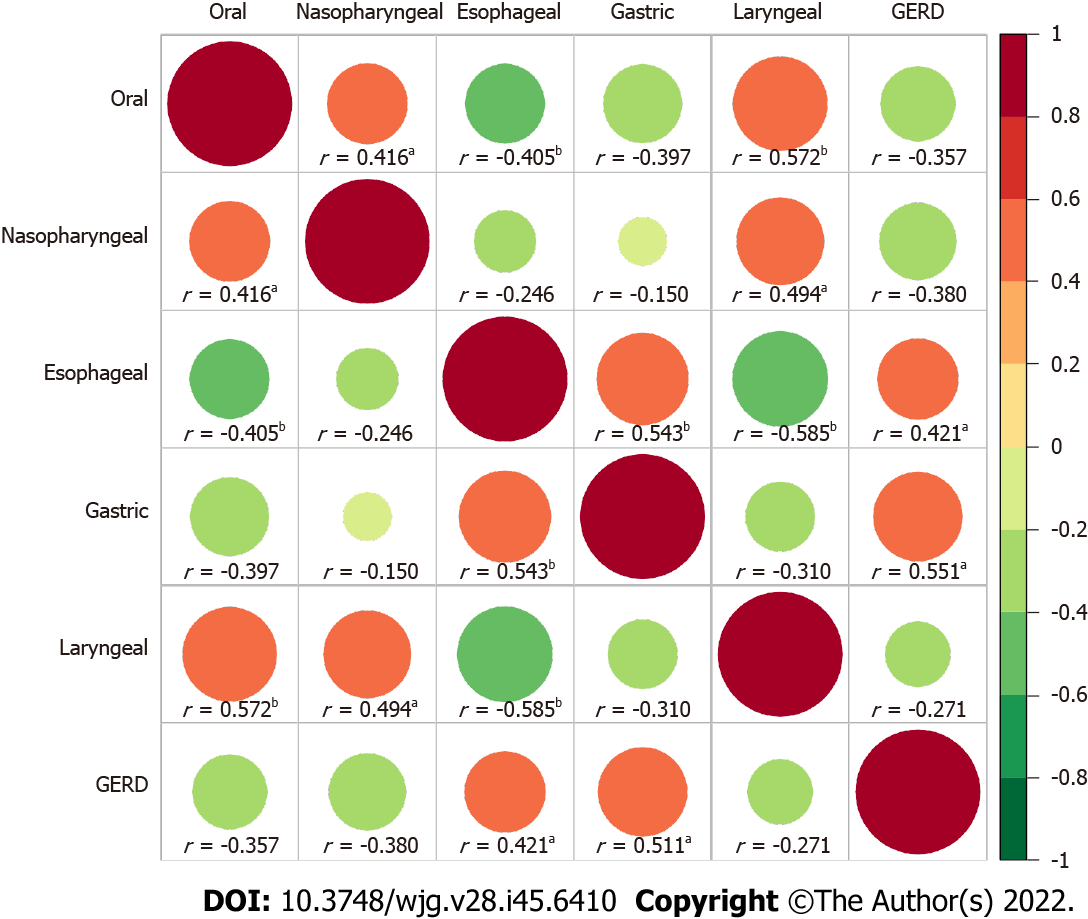 Oral Nasopharyngeal Esophageal Gastric Laryngeal GERD
1
Oral
0.8
r = 0.416ᵃ r = -0.405ᵇ r = -0.397 r = 0.572ᵇ r = -0.357
0.6
Nasopharyngeal
0.4
r = 0.416ᵃ r = -0.246 r = -0.150 r = 0.494ᵃ r = -0.380
0.2
Esophageal
r = -0.405ᵇ r = -0.246 r = 0.543ᵇ r = -0.585ᵇ r = 0.421ᵃ
0
Gastric
-0.2
r = -0.397 r = -0.150 r = 0.543ᵇ r = -0.310 r = 0.551ᵃ
-0.4
Laryngeal
-0.6
r = 0.572ᵇ r = 0.494ᵃ r = -0.585ᵇ r = -0.310 r = -0.271
-0.8
GERD
r = -0.357 r = -0.380 r = 0.421ᵃ r = 0.511ᵃ r = -0.271
-1
DOI: 10.3748/wjg.v28.i45.6410 Copyright ©The Author(s) 2022.